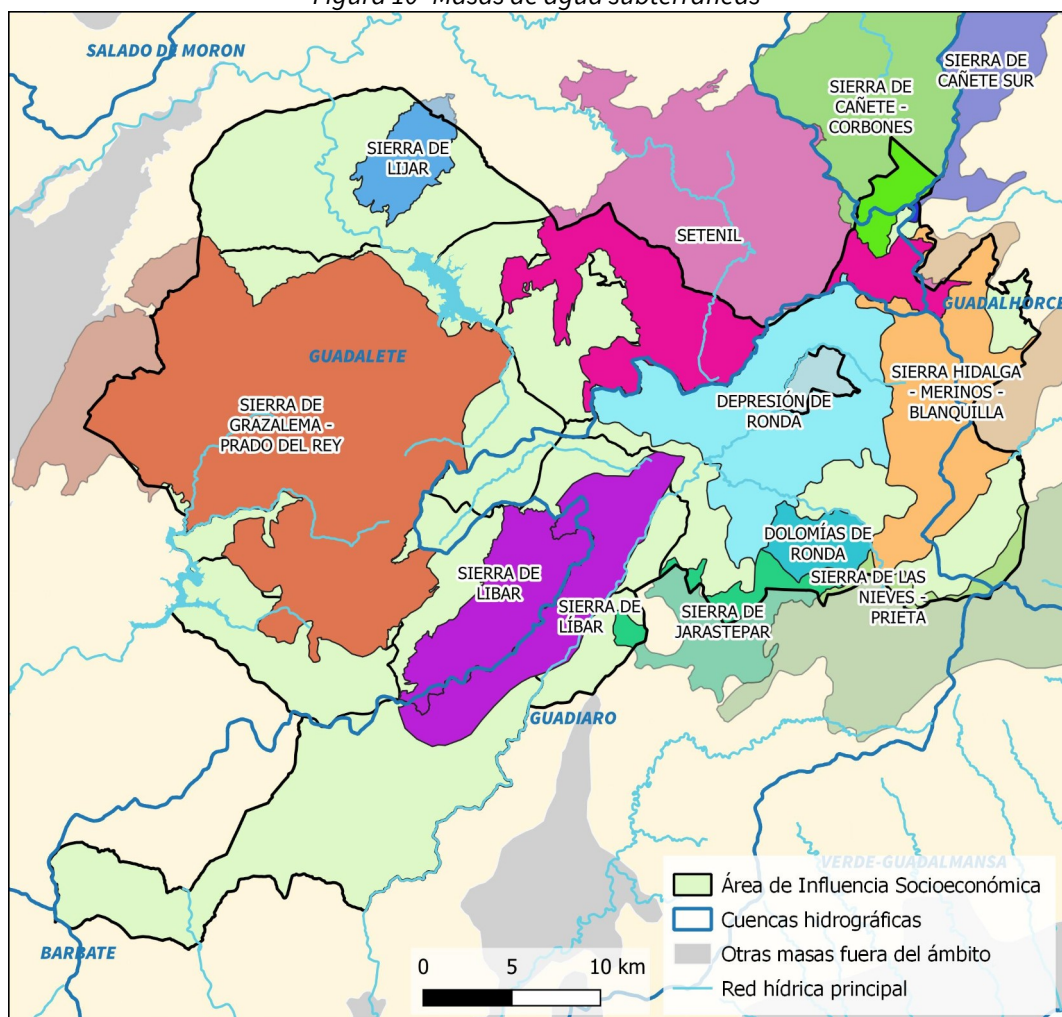 Figura 10- Masas de agua subterráneas
SALADO DE MORON
SIERRA DE
CAÑETE SUR
SIERRA DE
CAÑETE -
CORBONES
SIERRA DE
LIJAR
SETENIL
GUADALHORCE
GUADALETE
SIERRA HIDALGA
- MERINOS -
BLANQUILLA
DEPRESIÓN DE
RONDA
SIERRA DE
GRAZALEMA -
PRADO DEL REY
DOLOMÍAS DE
RONDA
SIERRA DE
LÍBAR
SIERRA DE LAS
NIEVES -
PRIETA
SIERRA DE
LÍBAR
SIERRA DE
JARASTEPAR
GUADIARO
VERDE-GUADALMANSA
Área de Influencia Socioeconómica
Cuencas hidrográficas
Otras masas fuera del ámbito
Red hídrica principal
BARBATE
0 5 10 km